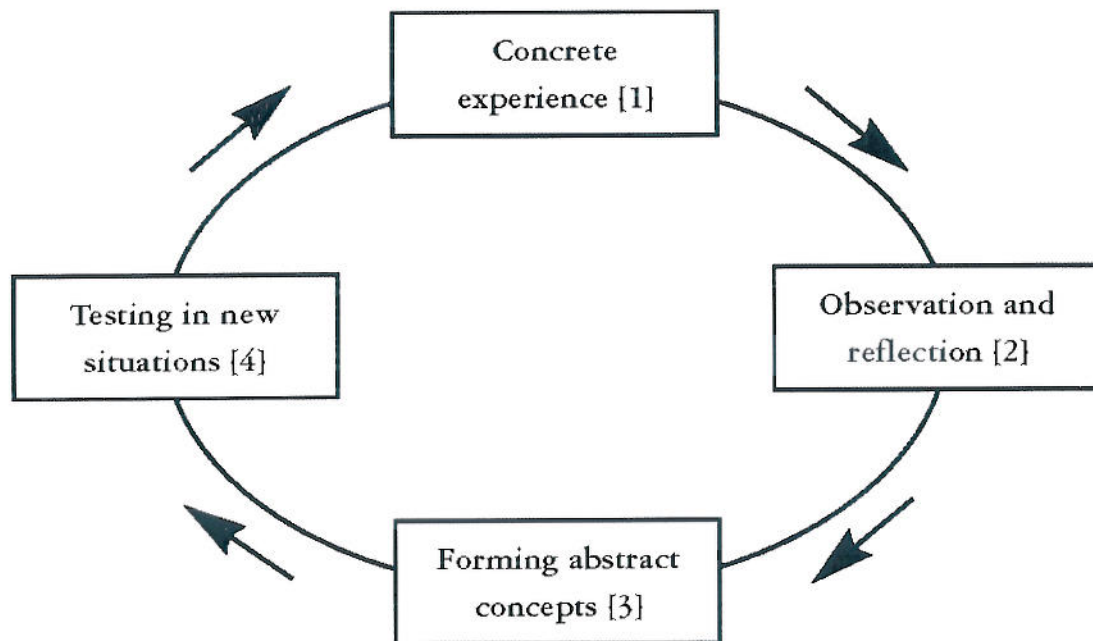 Concrete
experience [1]
Observation and
reflection [2]
Forming abstract
concepts [3]
Testing in new
situations [4]